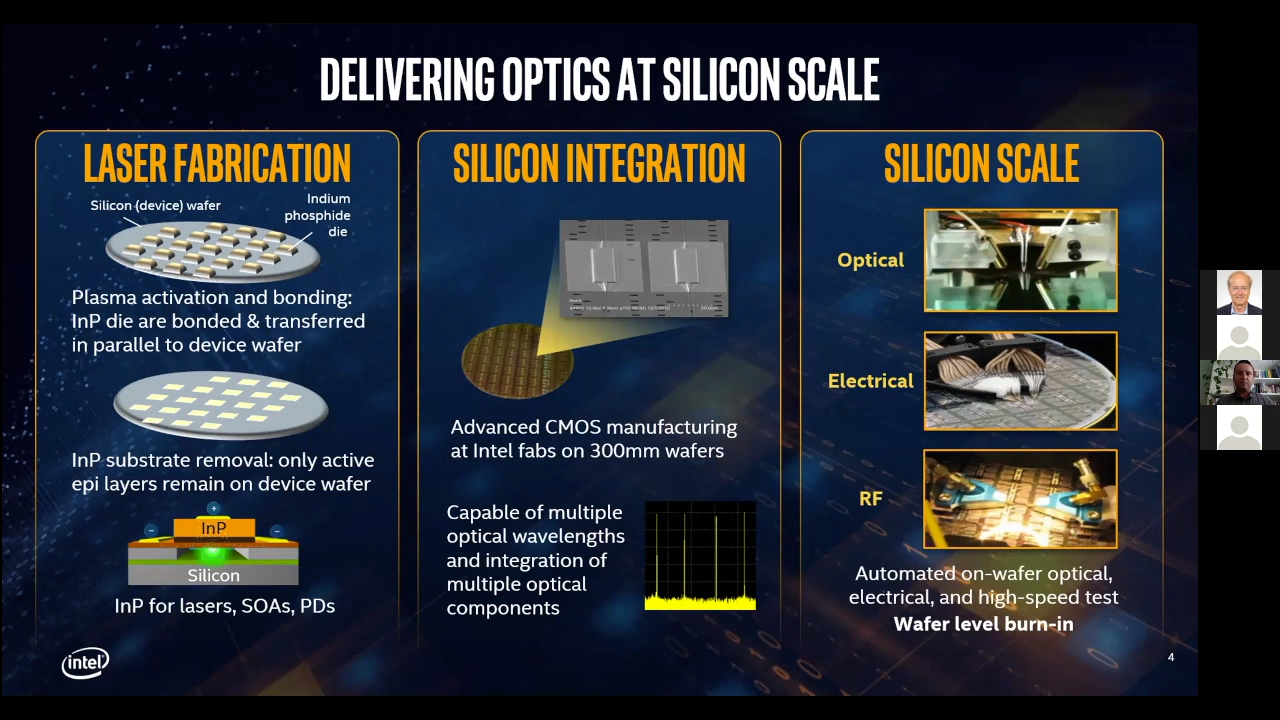 DELIVERING OPTICS AT SILICON SCALE
LASER FABRICATION
Silicon (device) wafer
Indium
phosphide
die
Plasma activation and bonding:
InP die are bonded & transferred
in parallel to device wafer
InP substrate removal: only active
epi layers remain on device wafer
+
−
InP
−
Silicon
InP for lasers, SOAs, PDs
SILICON INTEGRATION
Advanced CMOS manufacturing
at Intel fabs on 300mm wafers
Capable of multiple
optical wavelengths
and integration of
multiple optical
components
SILICON SCALE
Optical
Electrical
RF
Automated on-wafer optical,
electrical, and high-speed test
Wafer level burn-in
intel
4